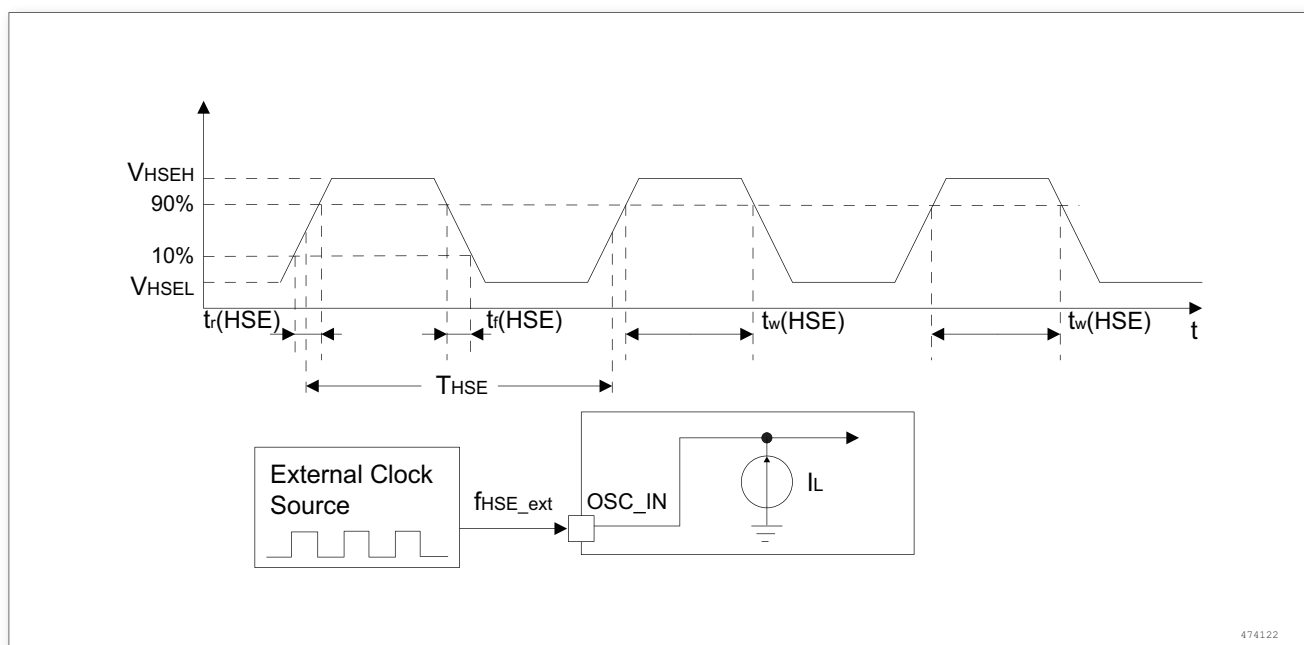 VHSEH
90%
10%
VHSEL
tr(HSE)
tf(HSE)
tw(HSE)
tw(HSE)
t
THSE
External Clock
Source
fHSE_ext
OSC_IN
IL
474122